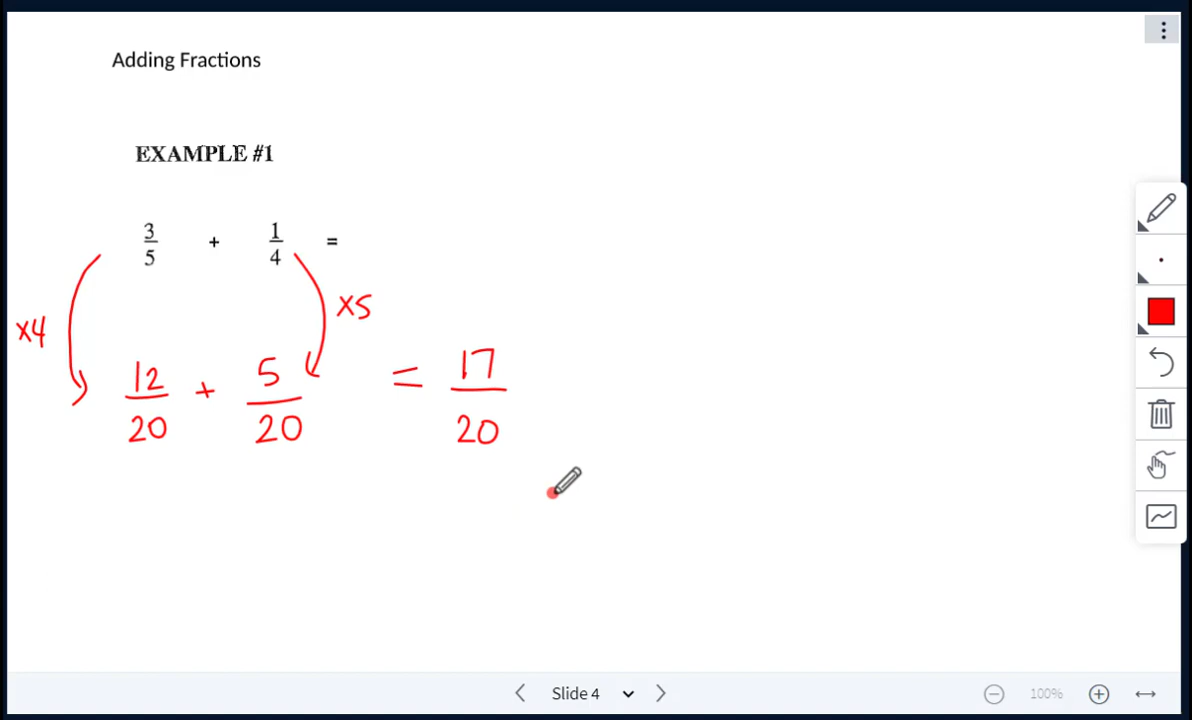 Adding Fractions
EXAMPLE #1
3/5 + 1/4 =
x4 x5
12/20 + 5/20 = 17/20
Slide 4
100%